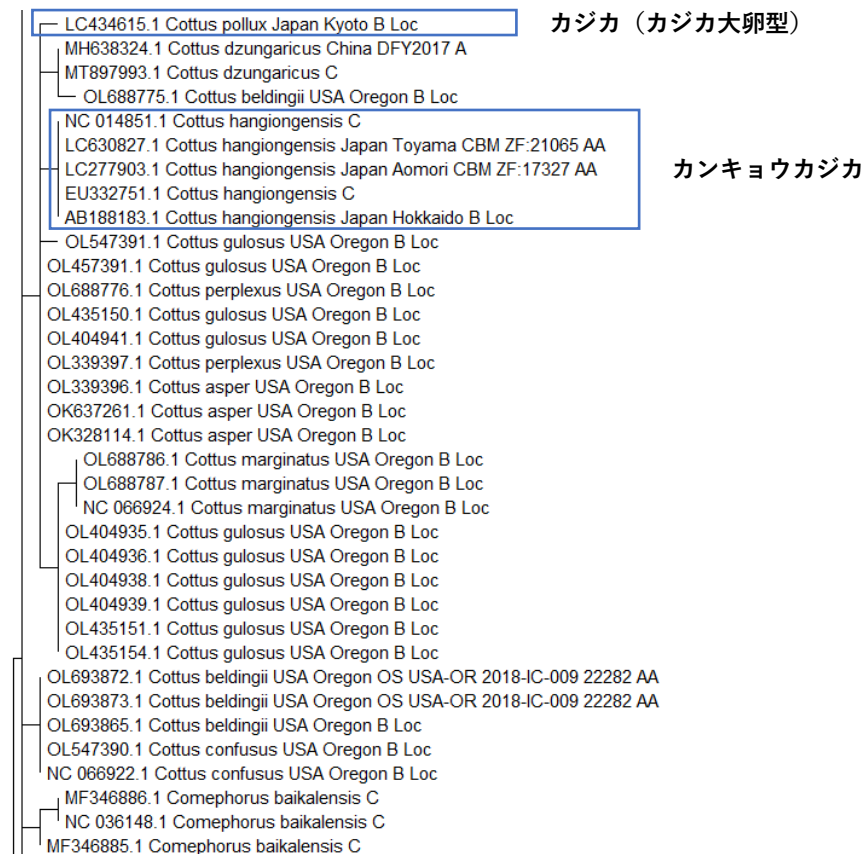 LC434615.1 Cottus pollux Japan Kyoto B Loc カジカ（カジカ大卵型）
MH638324.1 Cottus dzungaricus China DFY2017 A
MT897993.1 Cottus dzungaricus C
OL688775.1 Cottus beldingii USA Oregon B Loc
NC 014851.1 Cottus hangiongensis C
LC630827.1 Cottus hangiongensis Japan Toyama CBM ZF:21065 AA
LC277903.1 Cottus hangiongensis Japan Aomori CBM ZF:17327 AA カンキョウカジカ
EU332751.1 Cottus hangiongensis C
AB188183.1 Cottus hangiongensis Japan Hokkaido B Loc
OL547391.1 Cottus gulosus USA Oregon B Loc
OL457391.1 Cottus gulosus USA Oregon B Loc
OL688776.1 Cottus perplexus USA Oregon B Loc
OL435150.1 Cottus gulosus USA Oregon B Loc
OL404941.1 Cottus gulosus USA Oregon B Loc
OL339397.1 Cottus perplexus USA Oregon B Loc
OL339396.1 Cottus asper USA Oregon B Loc
OK637261.1 Cottus asper USA Oregon B Loc
OK328114.1 Cottus asper USA Oregon B Loc
OL688786.1 Cottus marginatus USA Oregon B Loc
OL688787.1 Cottus marginatus USA Oregon B Loc
NC 066924.1 Cottus marginatus USA Oregon B Loc
OL404935.1 Cottus gulosus USA Oregon B Loc
OL404936.1 Cottus gulosus USA Oregon B Loc
OL404938.1 Cottus gulosus USA Oregon B Loc
OL404939.1 Cottus gulosus USA Oregon B Loc
OL435151.1 Cottus gulosus USA Oregon B Loc
OL435154.1 Cottus gulosus USA Oregon B Loc
OL693872.1 Cottus beldingii USA Oregon OS USA-OR 2018-IC-009 22282 AA
OL693873.1 Cottus beldingii USA Oregon OS USA-OR 2018-IC-009 22282 AA
OL693865.1 Cottus beldingii USA Oregon B Loc
OL547390.1 Cottus confusus USA Oregon B Loc
NC 066922.1 Cottus confusus USA Oregon B Loc
MF346886.1 Comephorus baikalensis C
NC 036148.1 Comephorus baikalensis C
MF346885.1 Comephorus baikalensis C